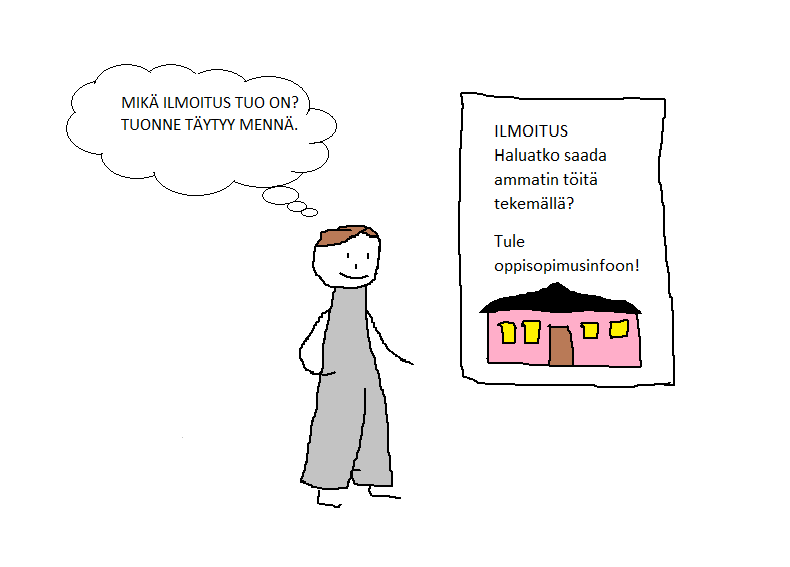 MIKÄ ILMOITUS TUO ON?
TUONNE TÄYTYY MENNÄ.
ILMOITUS
Haluatko saada
ammatin töitä
tekemällä?
Tule
oppisopimusinfoon!